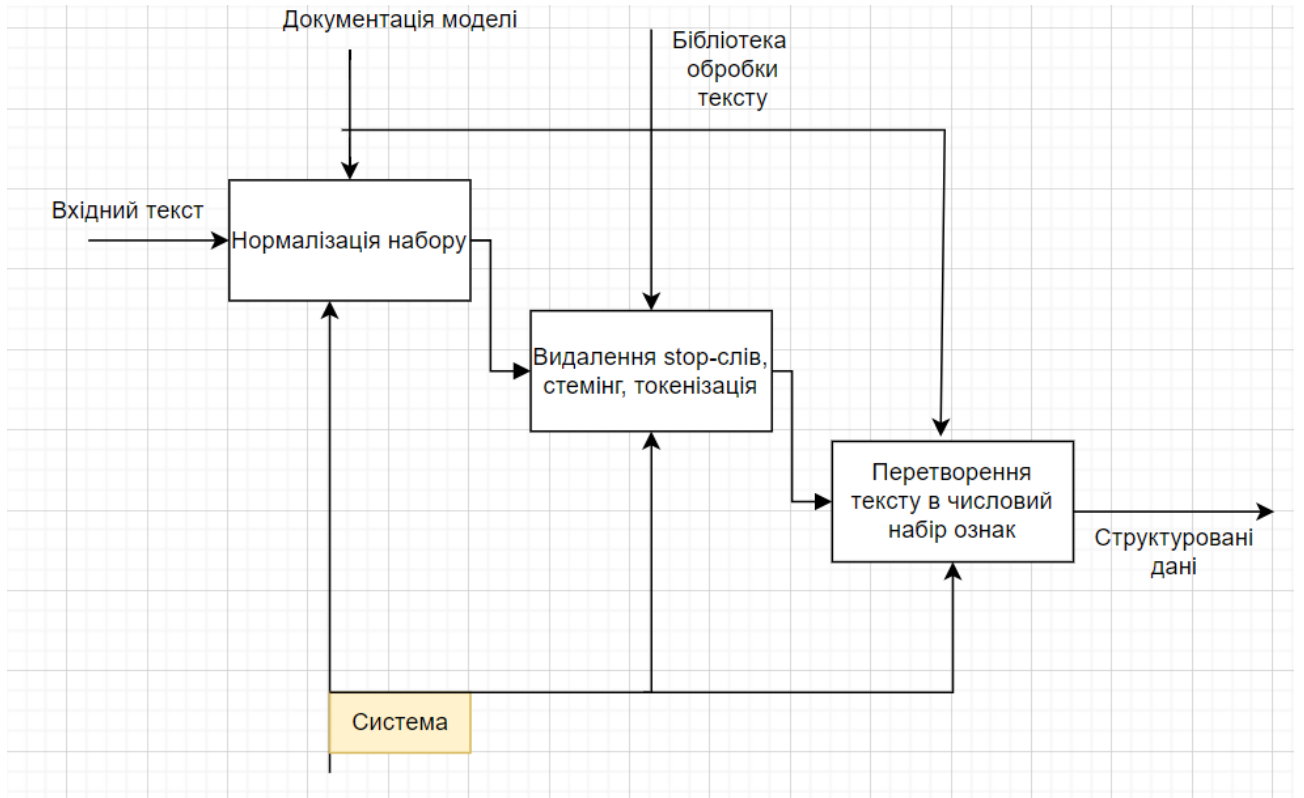 Документація моделі
Бібліотека
обробки
тексту
Вхідний текст
Нормалізація набору
Видалення stop-слів,
стемінг, токенізація
Перетворення
тексту в числовий
набір ознак
Структуровані
дані
Система